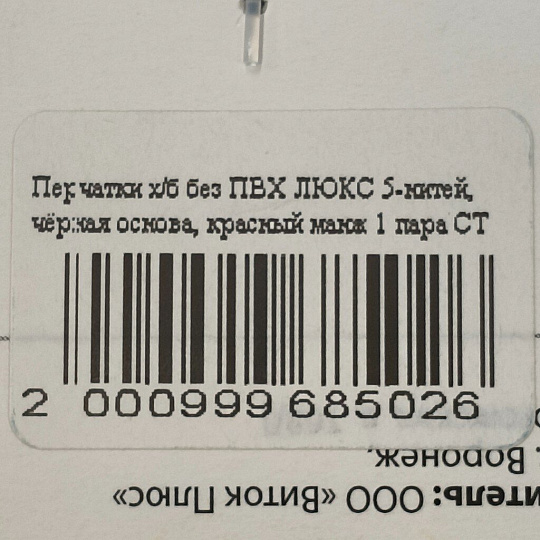 Перчатки х/б без ПВХ ЛЮКС 5-нитей,
чёрная основа, красный манж 1 пара СТ
2 000999 685026
Воронеж,
итель: ООО «Виток Плюс»